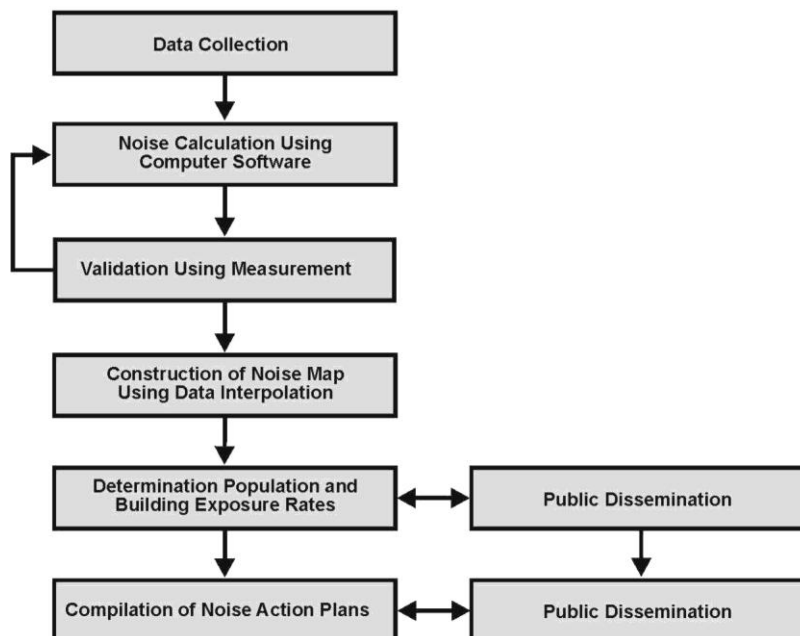 Data Collection
Noise Calculation Using
Computer Software
Validation Using Measurement
Construction of Noise Map
Using Data Interpolation
Determination Population and
Building Exposure Rates
Public Dissemination
Compilation of Noise Action Plans
Public Dissemination